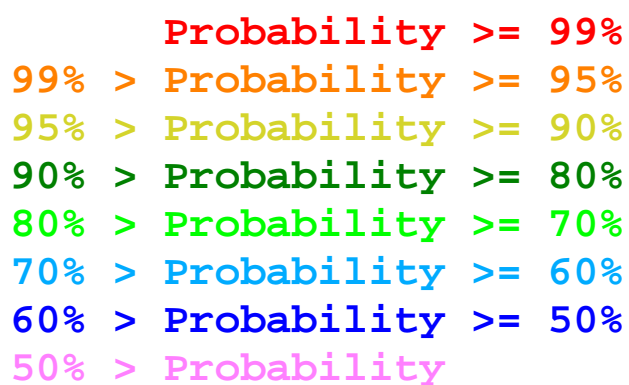 Probability >= 99%
99% > Probability >= 95%
95% > Probability >= 90%
90% > Probability >= 80%
80% > Probability >= 70%
70% > Probability >= 60%
60% > Probability >= 50%
50% > Probability